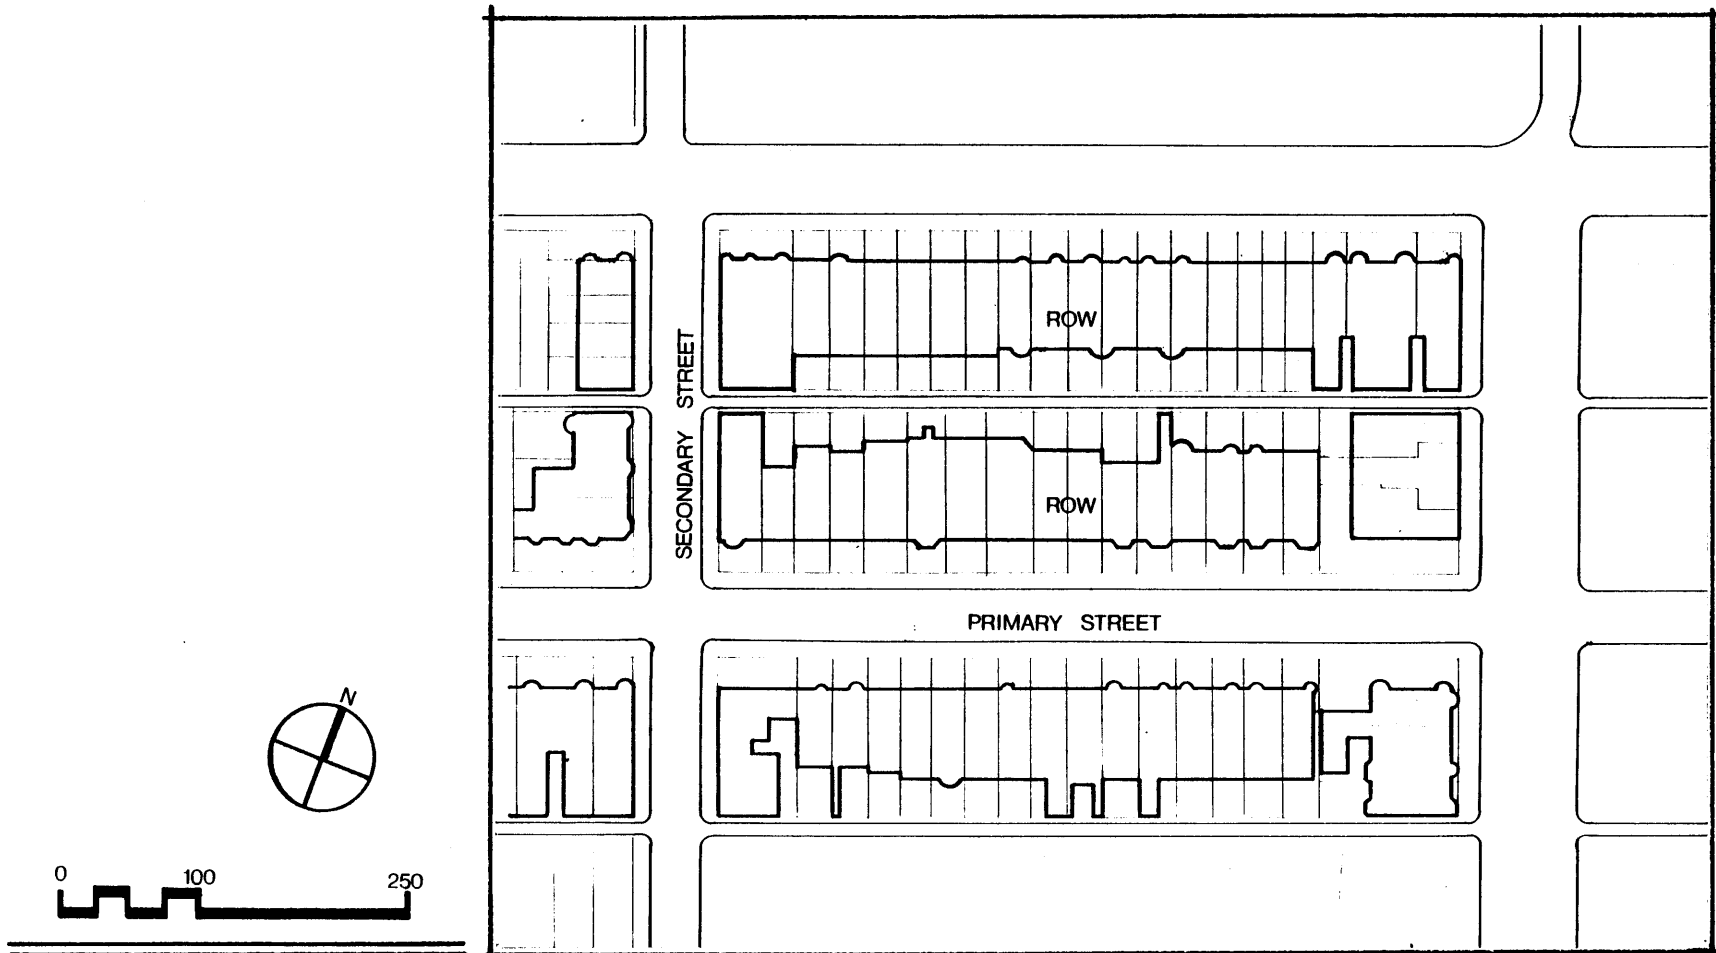 ROW
SECONDARY STREET
ROW
PRIMARY STREET
N
0 100 250